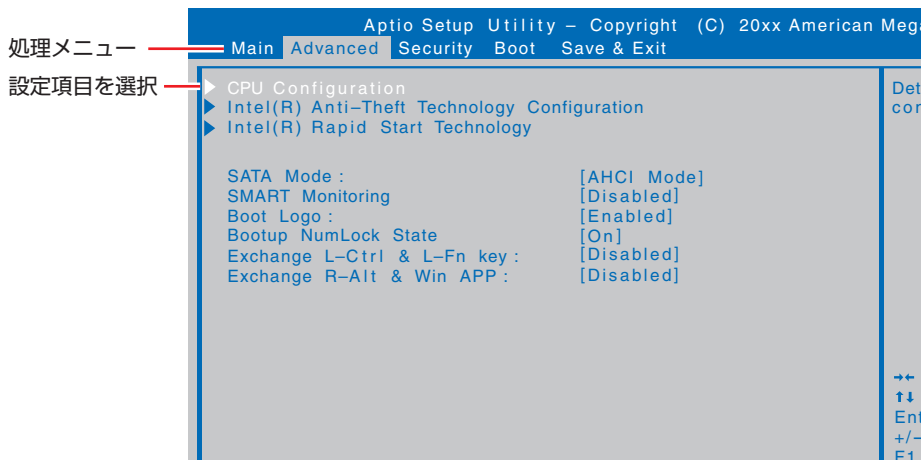 Aptio Setup Utility – Copyright (C) 20xx American
処理メニュー
Main Advanced Security Boot Save & Exit
設定項目を選択
CPU Configuration
Intel(R) Anti–Theft Technology Configuration
Intel(R) Rapid Start Technology
SATA Mode : [AHCI Mode]
SMART Monitoring [Disabled]
Boot Logo : [Enabled]
Bootup NumLock State [On]
Exchange L–Ctrl & L–Fn key : [Disabled]
Exchange R–Alt & Win APP : [Disabled]
→←
↑↓
+/–
F1